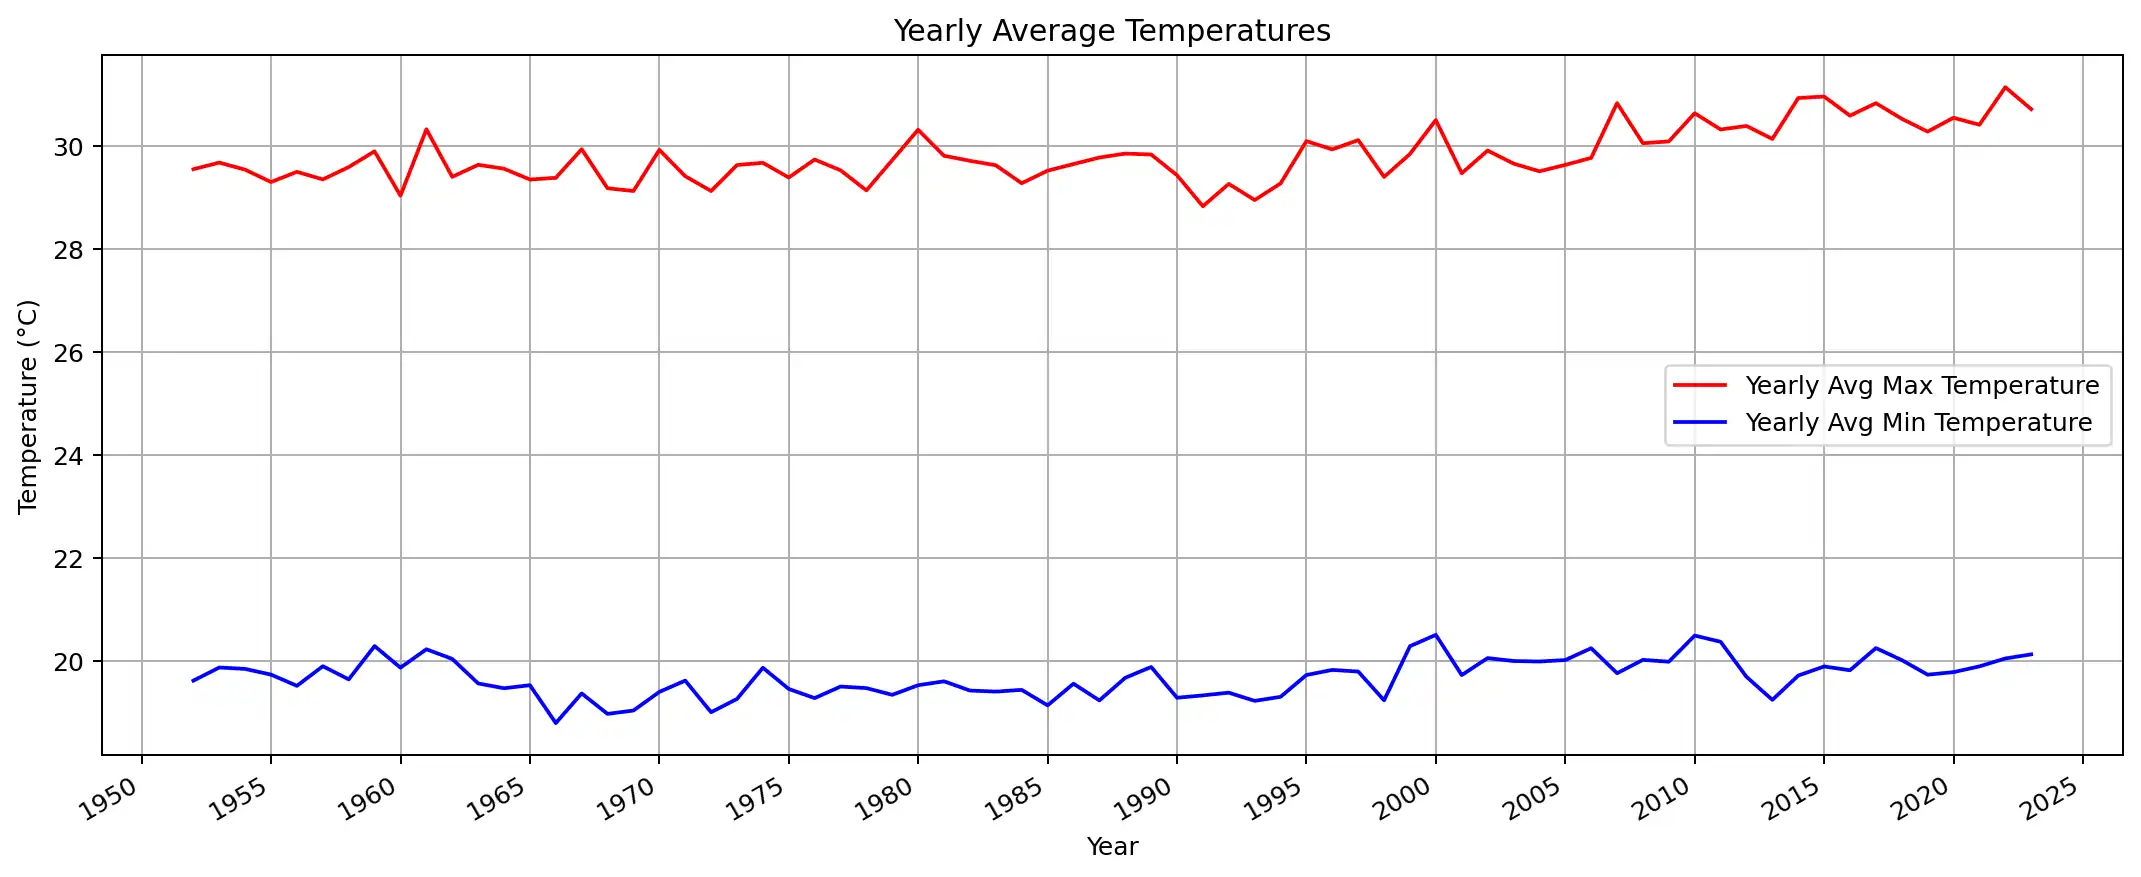 Yearly Average Temperatures
Temperature (°C)
30
28
26
24
22
20
Yearly Avg Max Temperature
Yearly Avg Min Temperature
1950 1955 1960 1965 1970 1975 1980 1985 1990 1995 2000 2005 2010 2015 2020 2025
Year